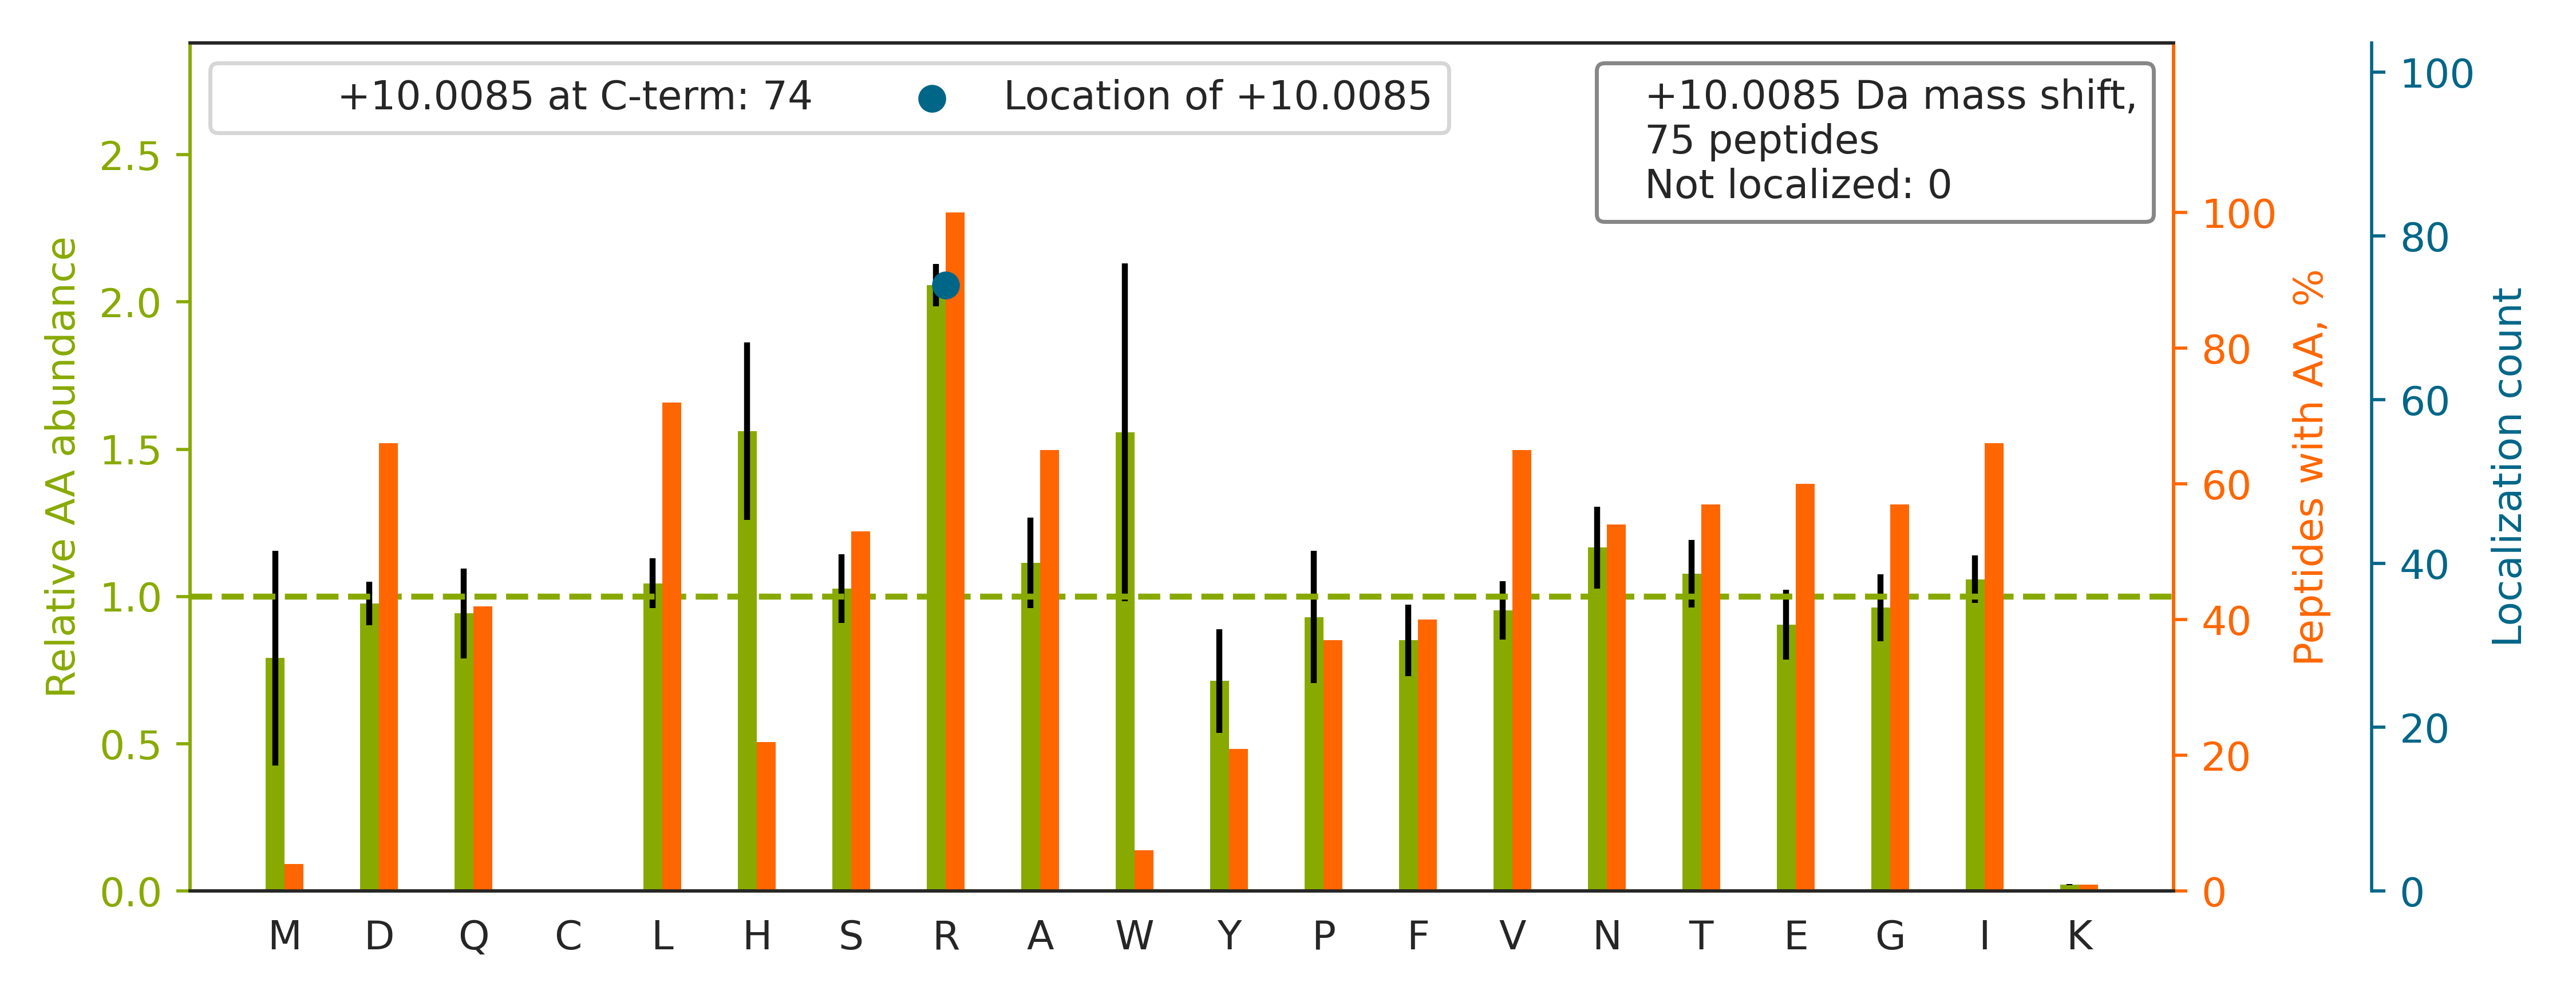 +10.0085 at C-term: 74
Location of +10.0085
+10.0085 Da mass shift,
75 peptides
Not localized: 0
Relative AA abundance
2.5
2.0
1.5
1.0
0.5
0.0
100
80
60
40
20
0
Peptides with AA, %
100
80
60
40
20
0
Localization count
M D Q C L H S R A W Y P F V N T E G I K